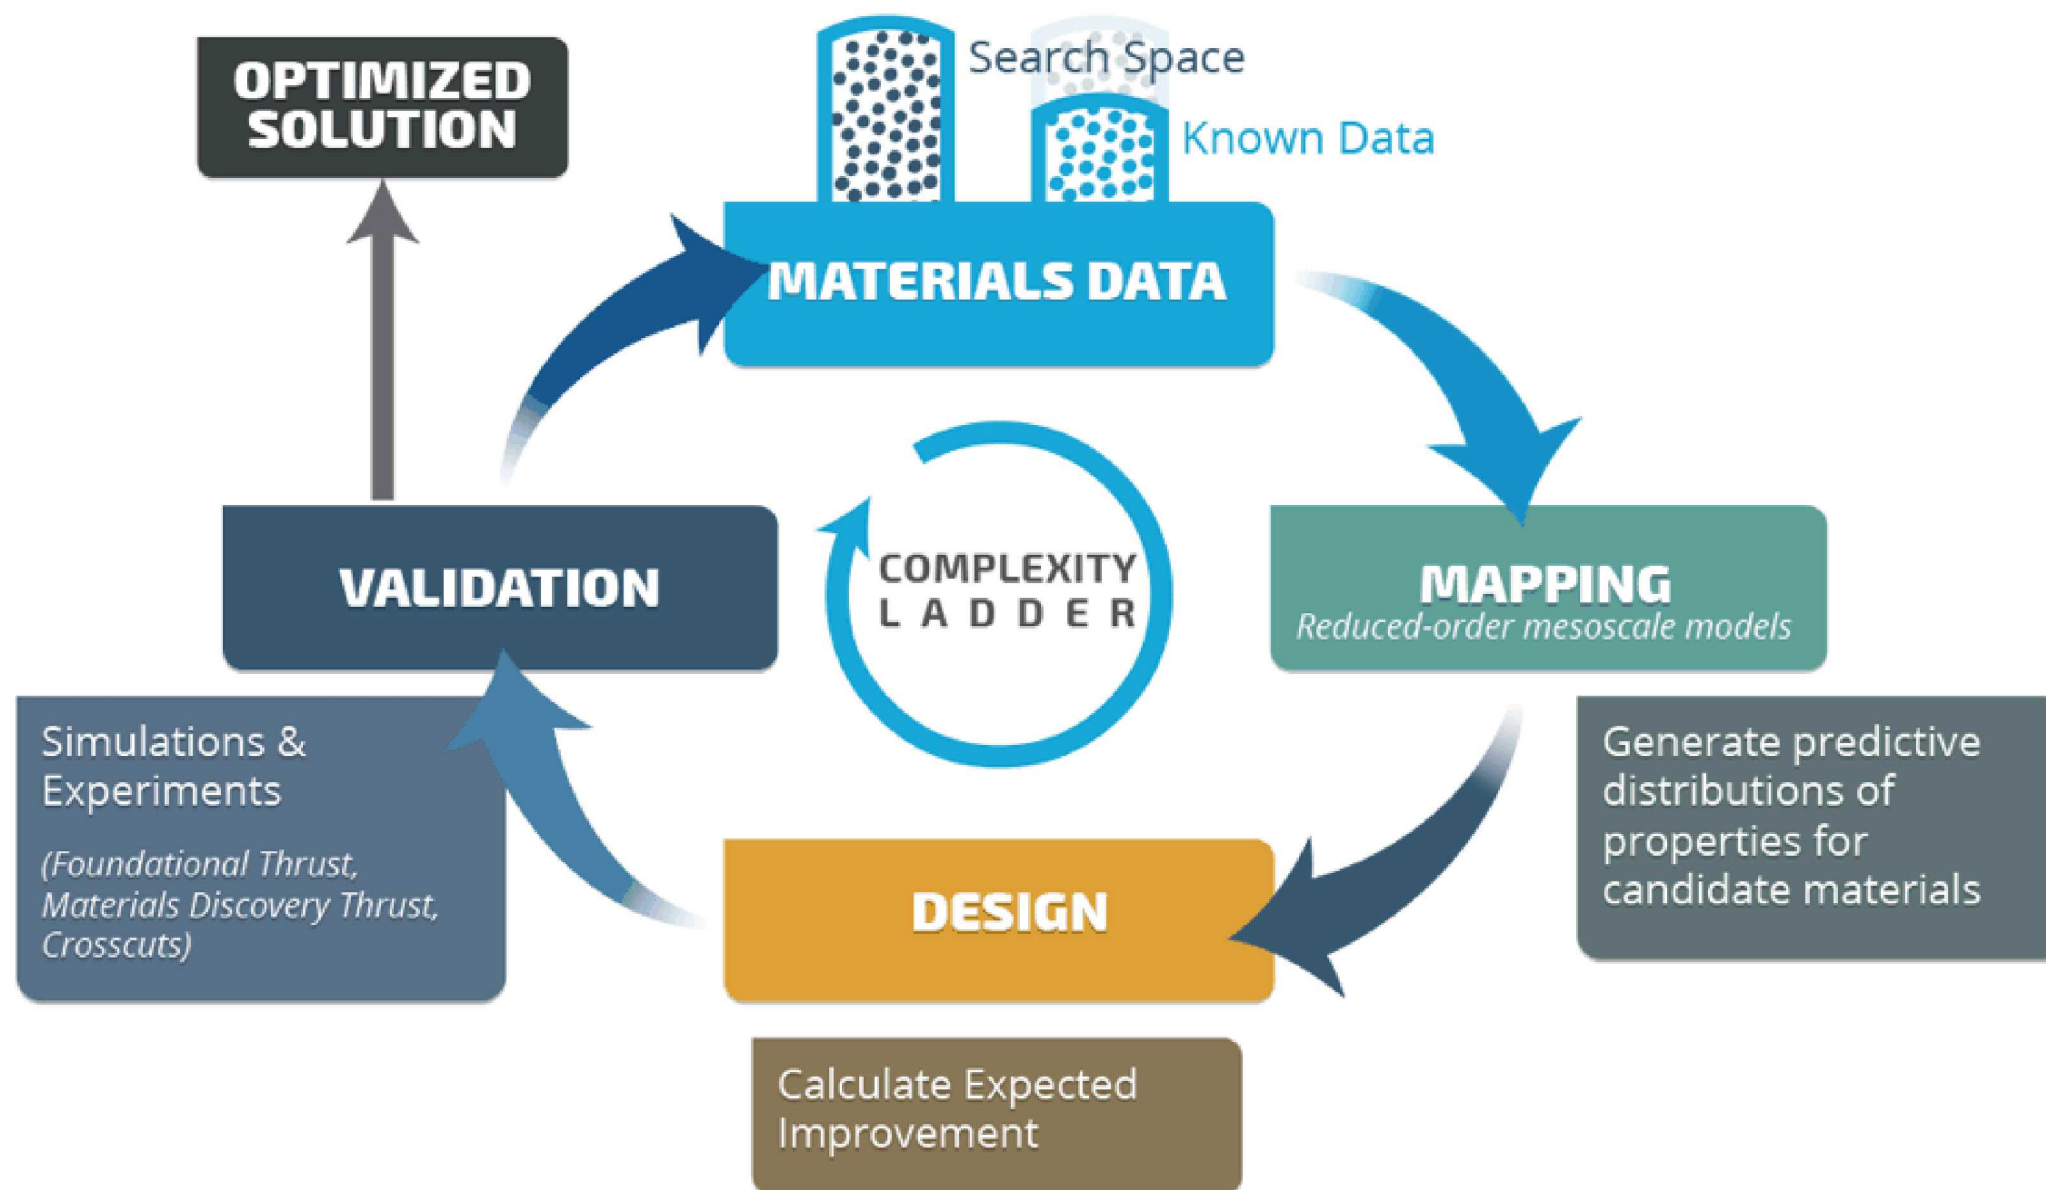 OPTIMIZED
SOLUTION
Search Space
Known Data
MATERIALS DATA
COMPLEXITY
LADDER
VALIDATION
MAPPING
Reduced-order mesoscale models
Simulations &
Experiments
(Foundational Thrust,
Materials Discovery Thrust,
Crosscuts)
Generate predictive
distributions of
properties for
candidate materials
DESIGN
Calculate Expected
Improvement